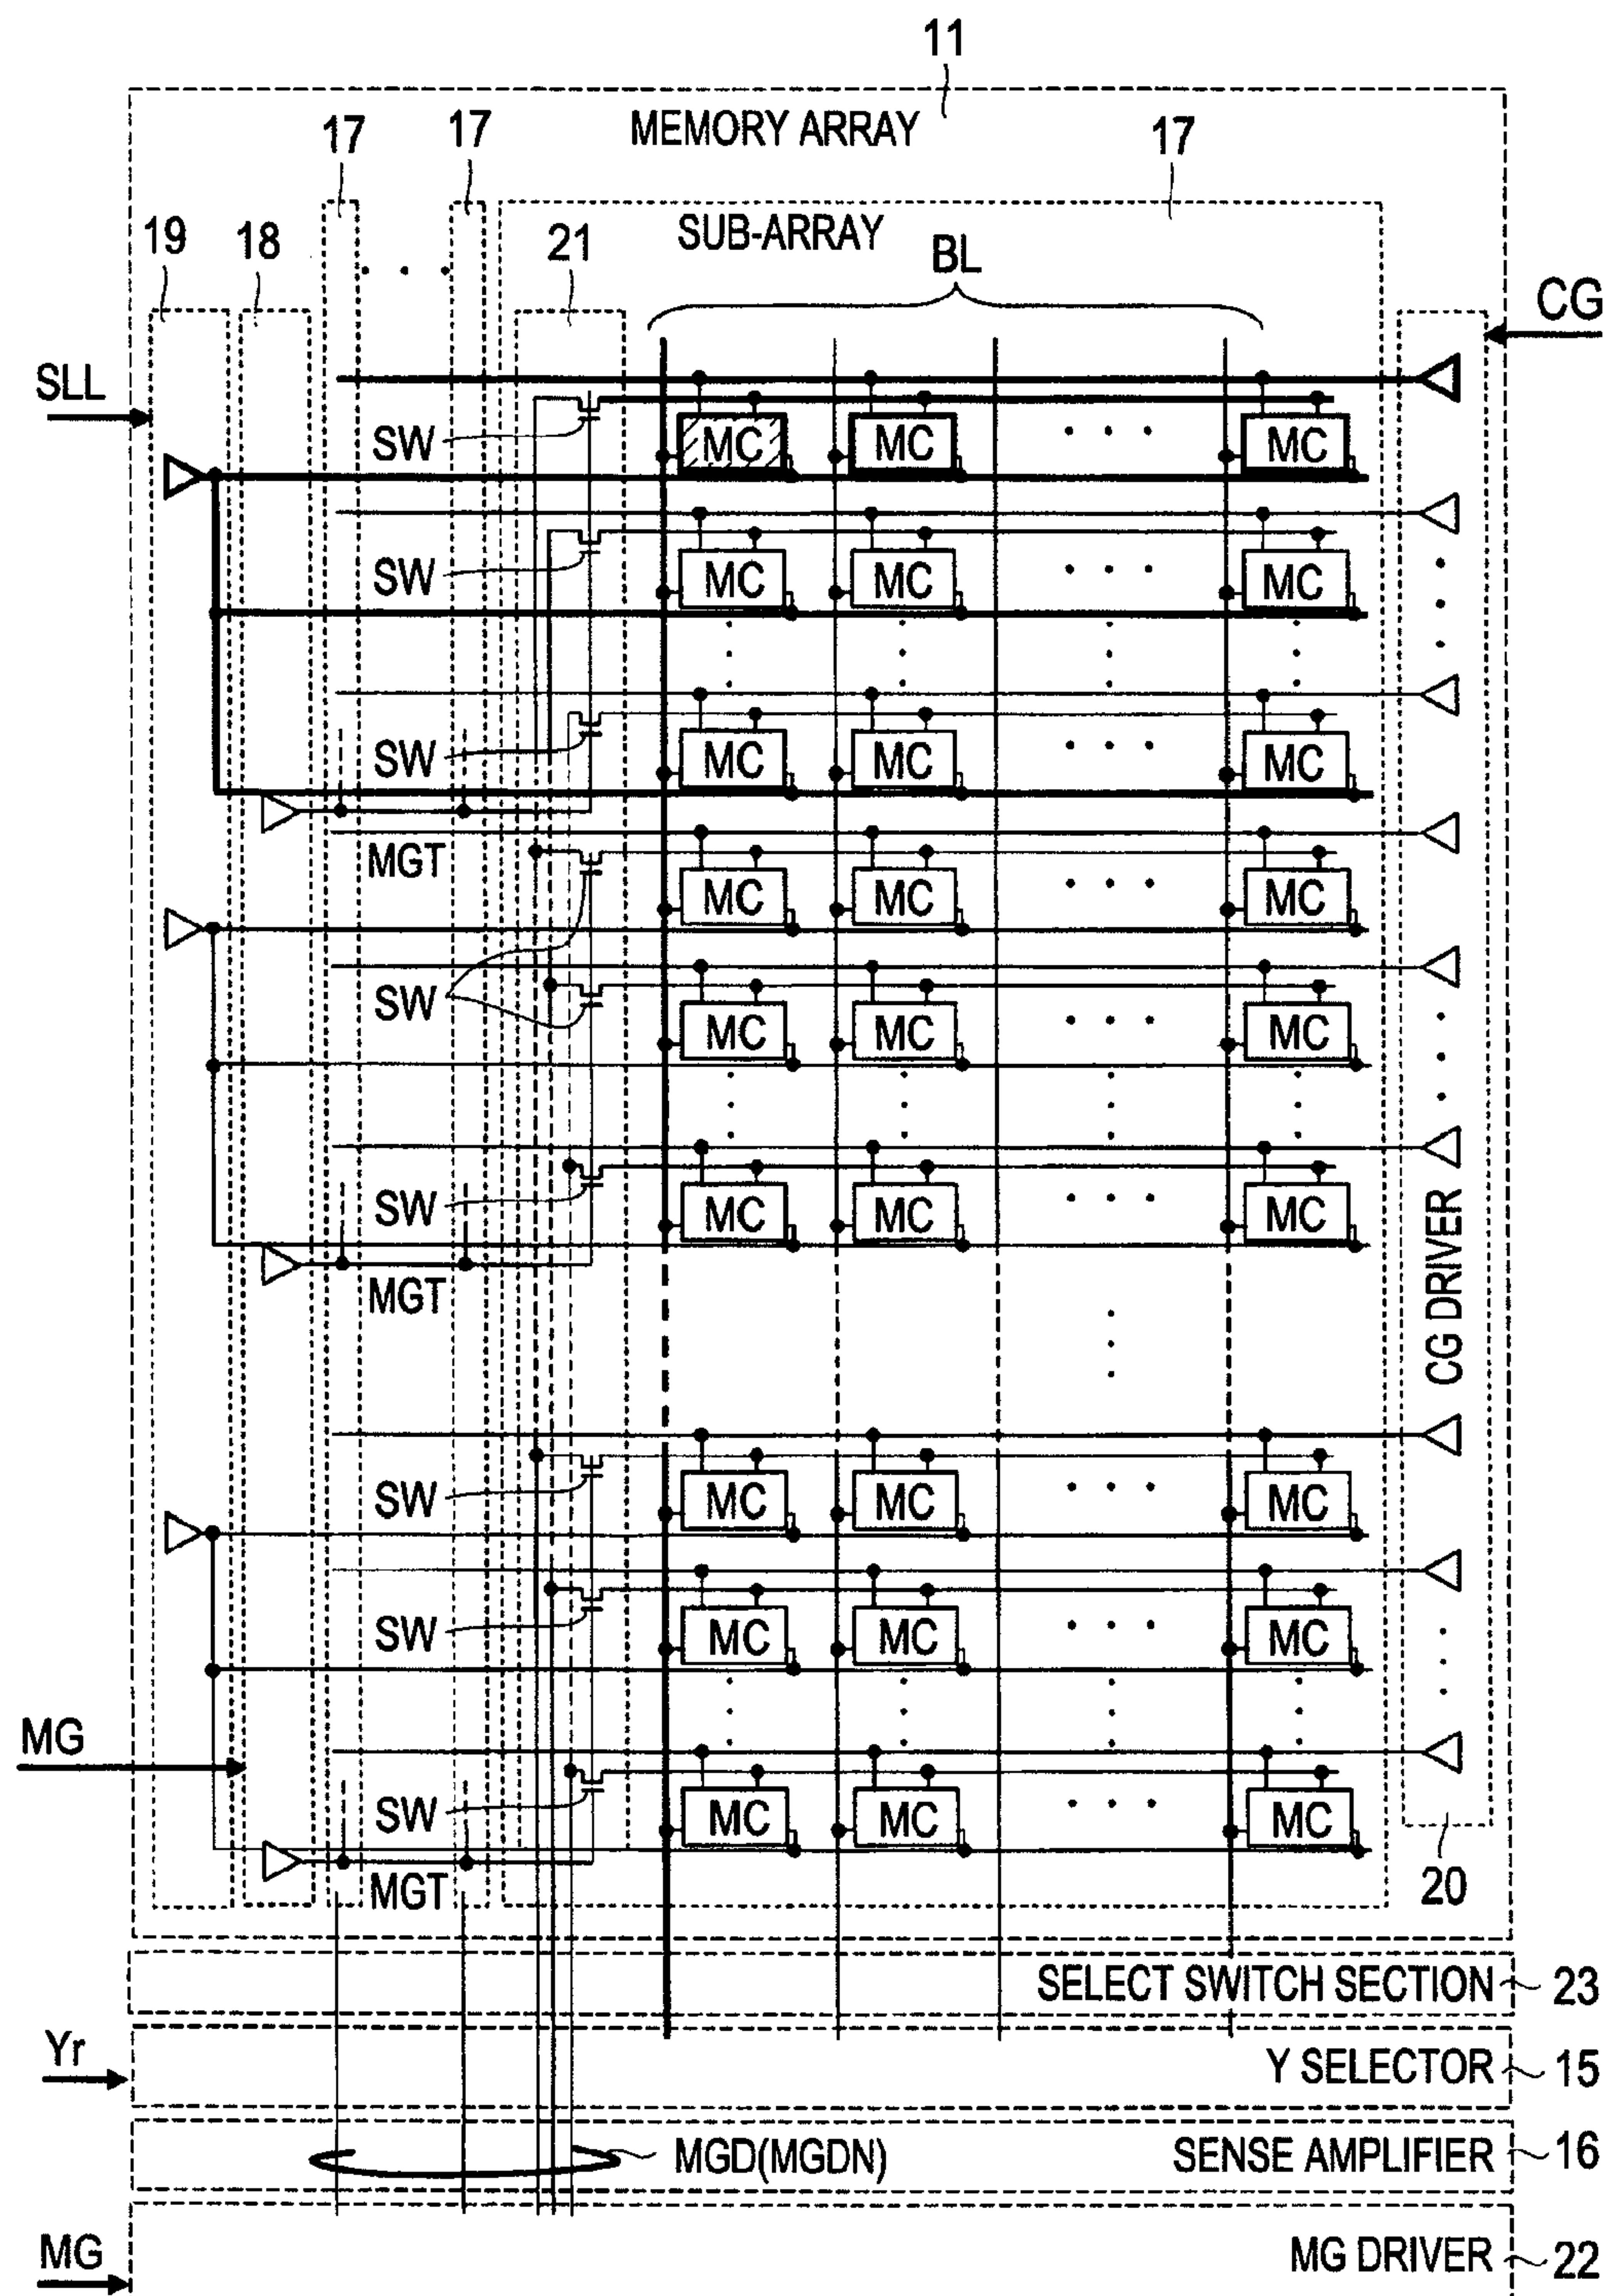 11
MEMORY ARRAY
17
17
17
19
18
21
SUB-ARRAY
BL
CG
SLL
SW
MC
MC
. . .
MC
SW
MC
MC
. . .
MC
SW
MC
MC
. . .
MC
MGT
MC
MC
. . .
MC
SW
MC
MC
. . .
MC
SW
MC
MC
. . .
MC
MGT
CG DRIVER
SW
MC
MC
. . .
MC
SW
MC
MC
. . .
MC
MG
SW
MC
MC
. . .
MC
MGT
20
SELECT SWITCH SECTION
23
Yr
Y SELECTOR
15
MGD(MGDN)
SENSE AMPLIFIER
16
MG
MG DRIVER
22